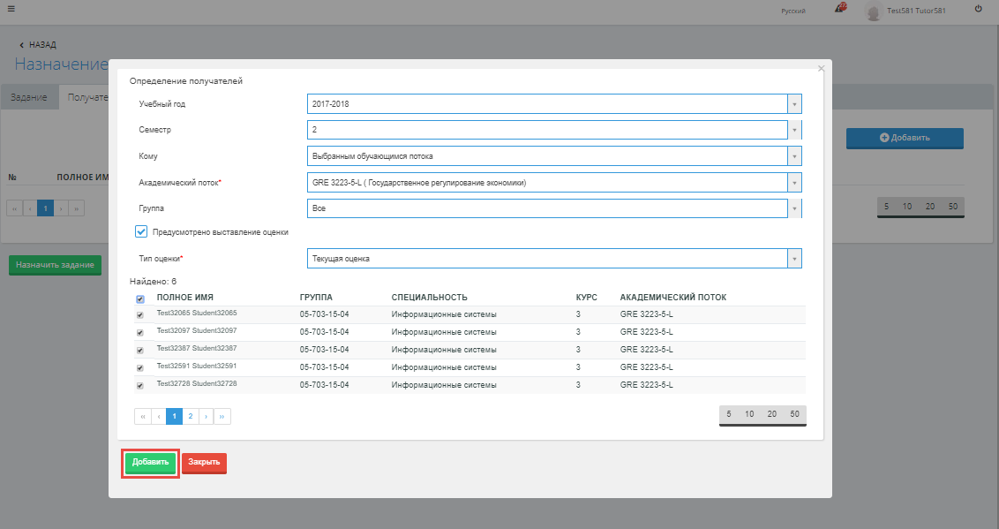 Русский
Test581 Tutor581
НАЗАД
Назначение
Задание Получате
Добавить
№ ПОЛНОЕ ИМ
« ‹ 1 › »
5 10 20 50
Назначить задание
×
Определение получателей
Учебный год 2017-2018
Семестр 2
Кому Выбранным обучающимся потока
Академический поток* GRE 3223-5-L ( Государственное регулирование экономики)
Группа Все
Предусмотрено выставление оценки
Тип оценки* Текущая оценка
Найдено: 6
ПОЛНОЕ ИМЯ ГРУППА СПЕЦИАЛЬНОСТЬ КУРС АКАДЕМИЧЕСКИЙ ПОТОК
Test32065 Student32065 05-703-15-04 Информационные системы 3 GRE 3223-5-L
Test32097 Student32097 05-703-15-04 Информационные системы 3 GRE 3223-5-L
Test32387 Student32387 05-703-15-04 Информационные системы 3 GRE 3223-5-L
Test32591 Student32591 05-703-15-04 Информационные системы 3 GRE 3223-5-L
Test32728 Student32728 05-703-15-04 Информационные системы 3 GRE 3223-5-L
« ‹ 1 2 › »
5 10 20 50
Добавить Закрыть